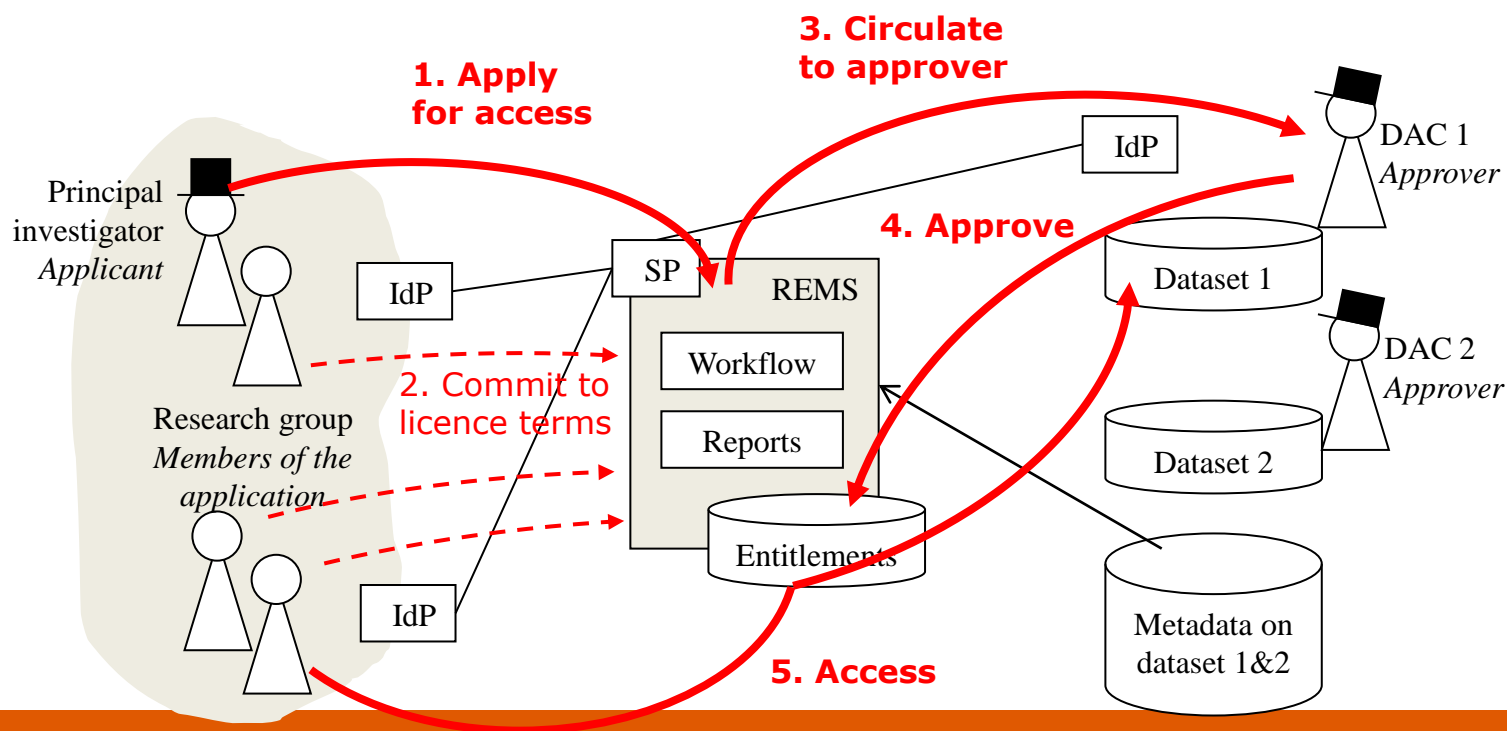 3. Circulate
to approver
1. Apply
for access
IdP
DAC 1
Approver
Principal
investigator
Applicant
4. Approve
SP
REMS
IdP
Dataset 1
Workflow
DAC 2
Approver
2. Commit to
licence terms
Research group
Members of the
application
Reports
Dataset 2
Entitlements
IdP
Metadata on
dataset 1&2
5. Access